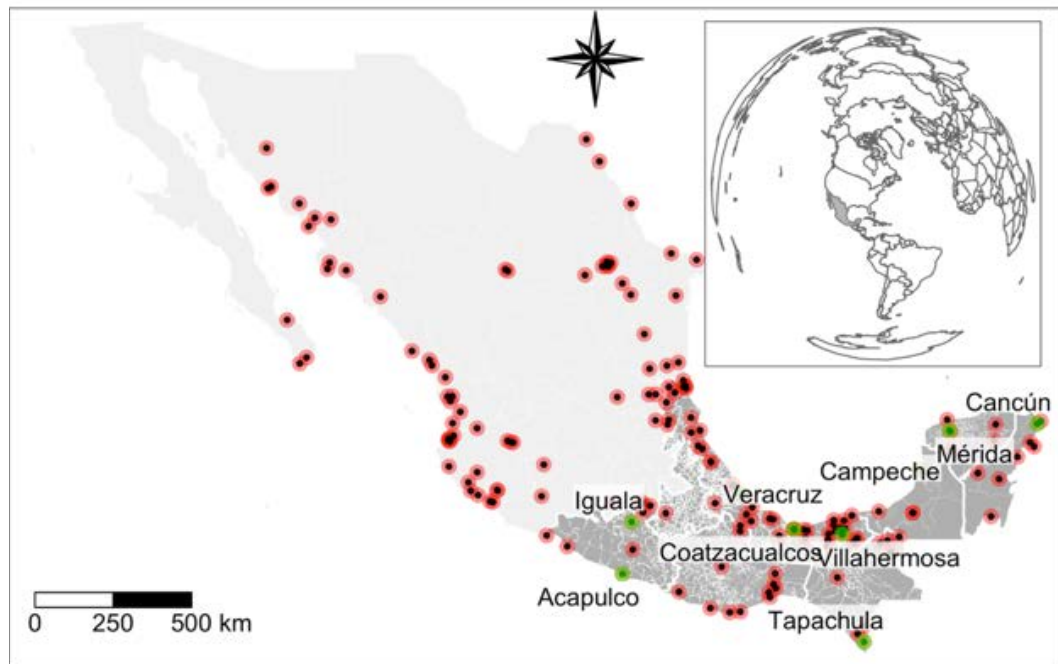 Cancún
Mérida
Campeche
Veracruz
Iguala
Coatzacualcos
Villahermosa
Acapulco
Tapachula
0 250 500 km